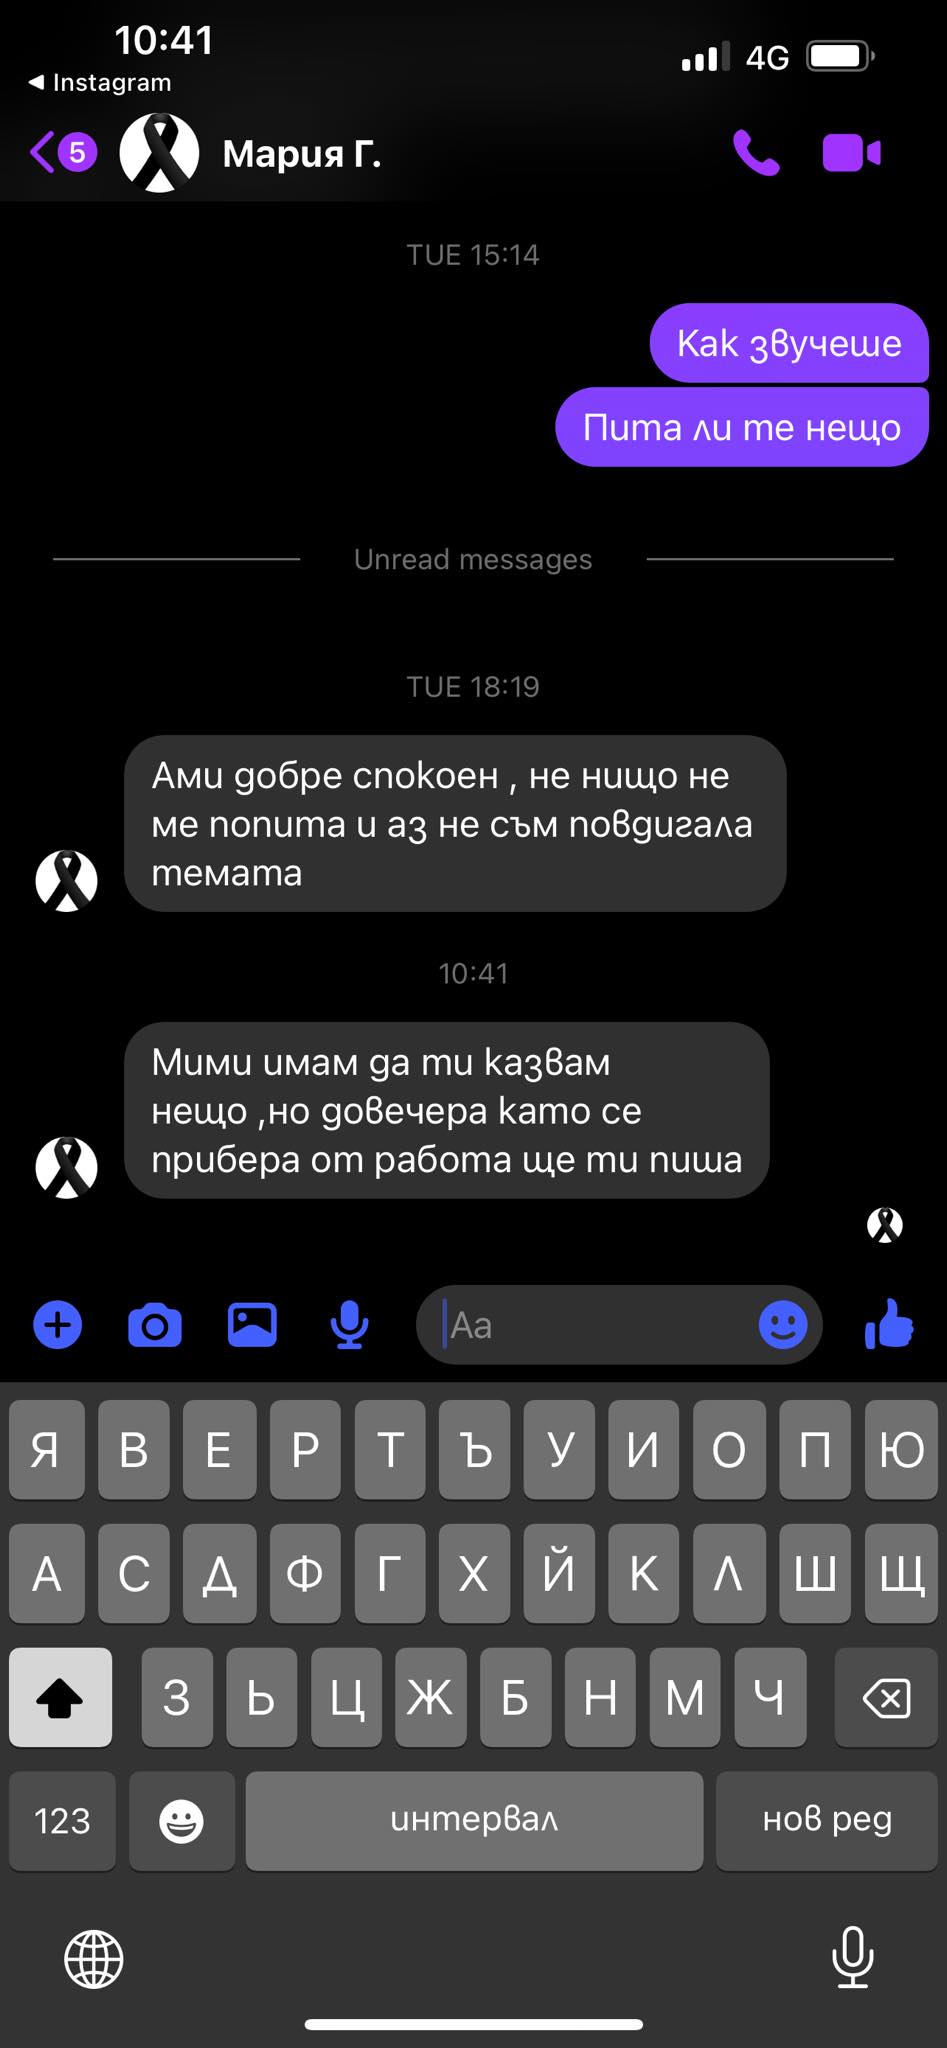 10:41
Instagram
4G
5
Мария Г.
TUE 15:14
Как звучеше
Пита ли те нещо
Unread messages
TUE 18:19
Ами добре спокоен , не нищо не
ме попита и аз не съм повдигала
темата
10:41
Мими имам да ти казвам
нещо ,но довечера като се
прибера от работа ще ти пиша
Aa
Я В Е Р Т Ъ У И О П Ю
А С Д Ф Г Х Й К Л Ш Щ
З Ь Ц Ж Б Н М Ч
123 интервал нов ред